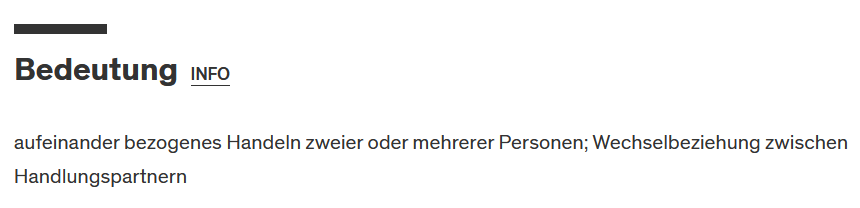 Bedeutung INFO
aufeinander bezogenes Handeln zweier oder mehrerer Personen; Wechselbeziehung zwischen
Handlungspartnern